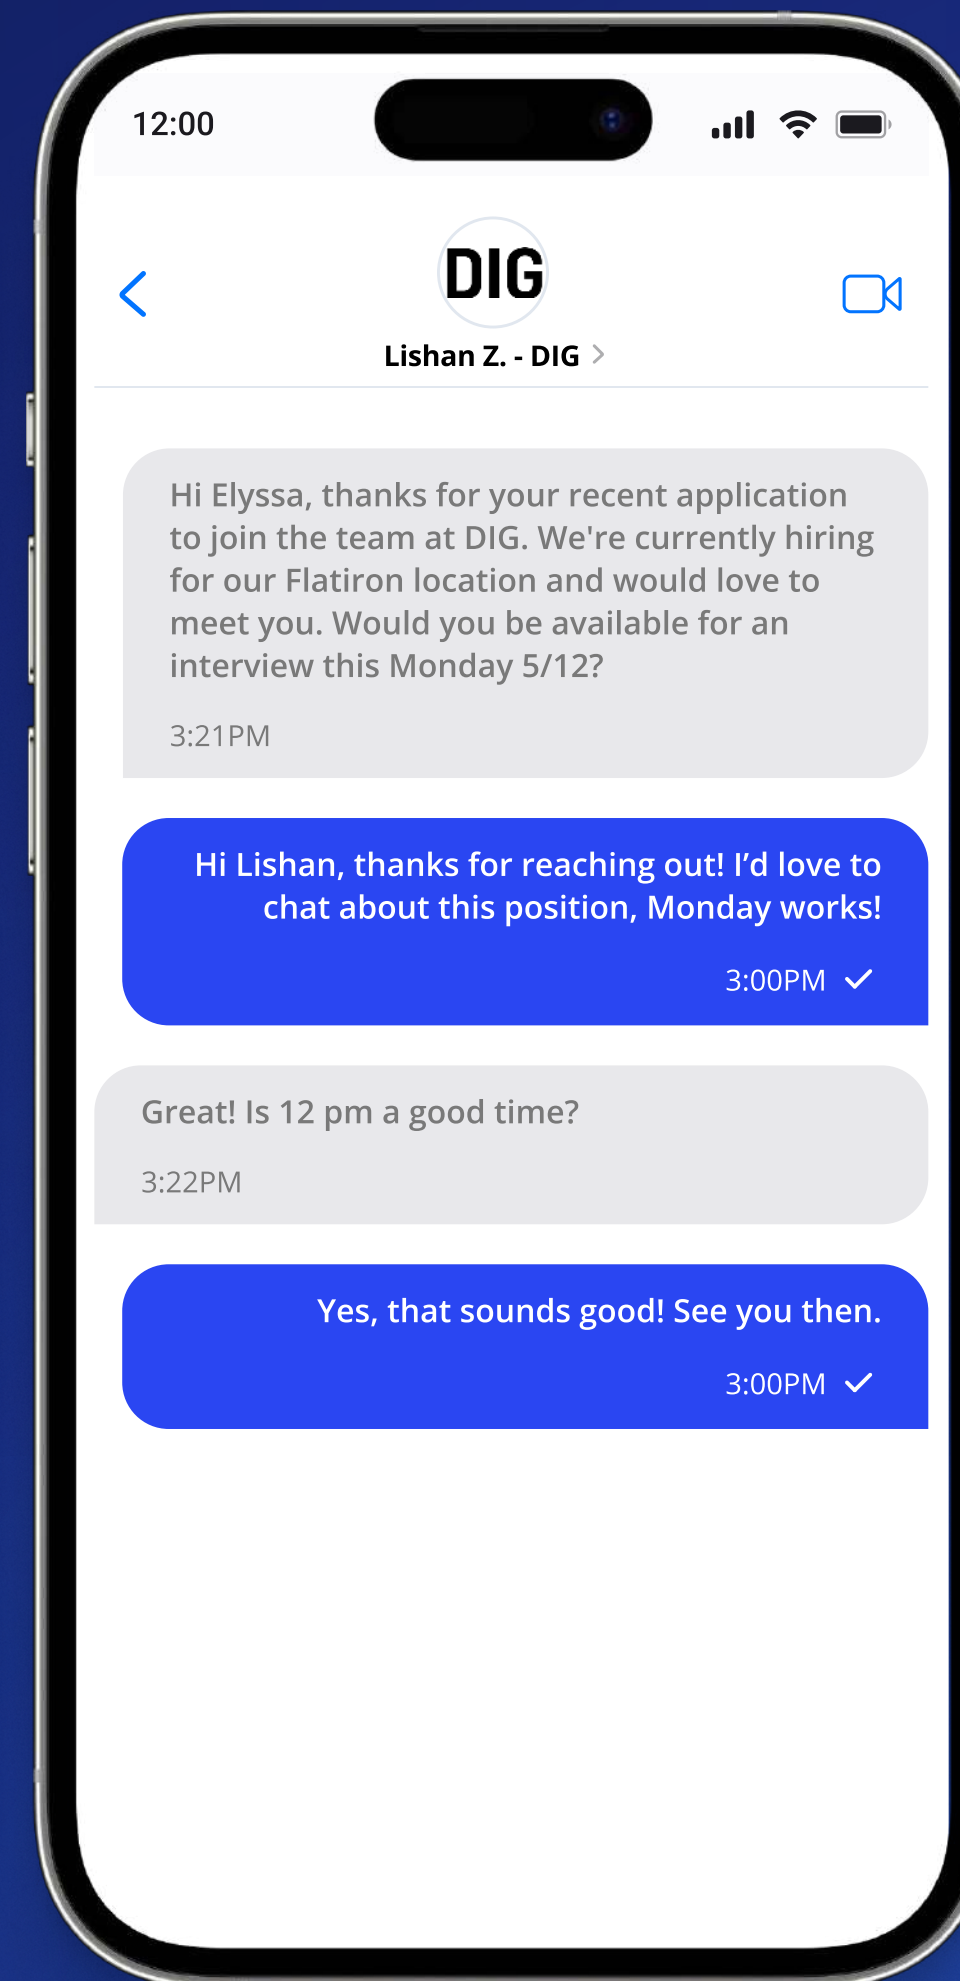 12:00
DIG
Lishan Z. - DIG
Hi Elyssa, thanks for your recent application
to join the team at DIG. We're currently hiring
for our Flatiron location and would love to
meet you. Would you be available for an
interview this Monday 5/12?
3:21PM
Hi Lishan, thanks for reaching out! I’d love to
chat about this position, Monday works!
3:00PM
Great! Is 12 pm a good time?
3:22PM
Yes, that sounds good! See you then.
3:00PM